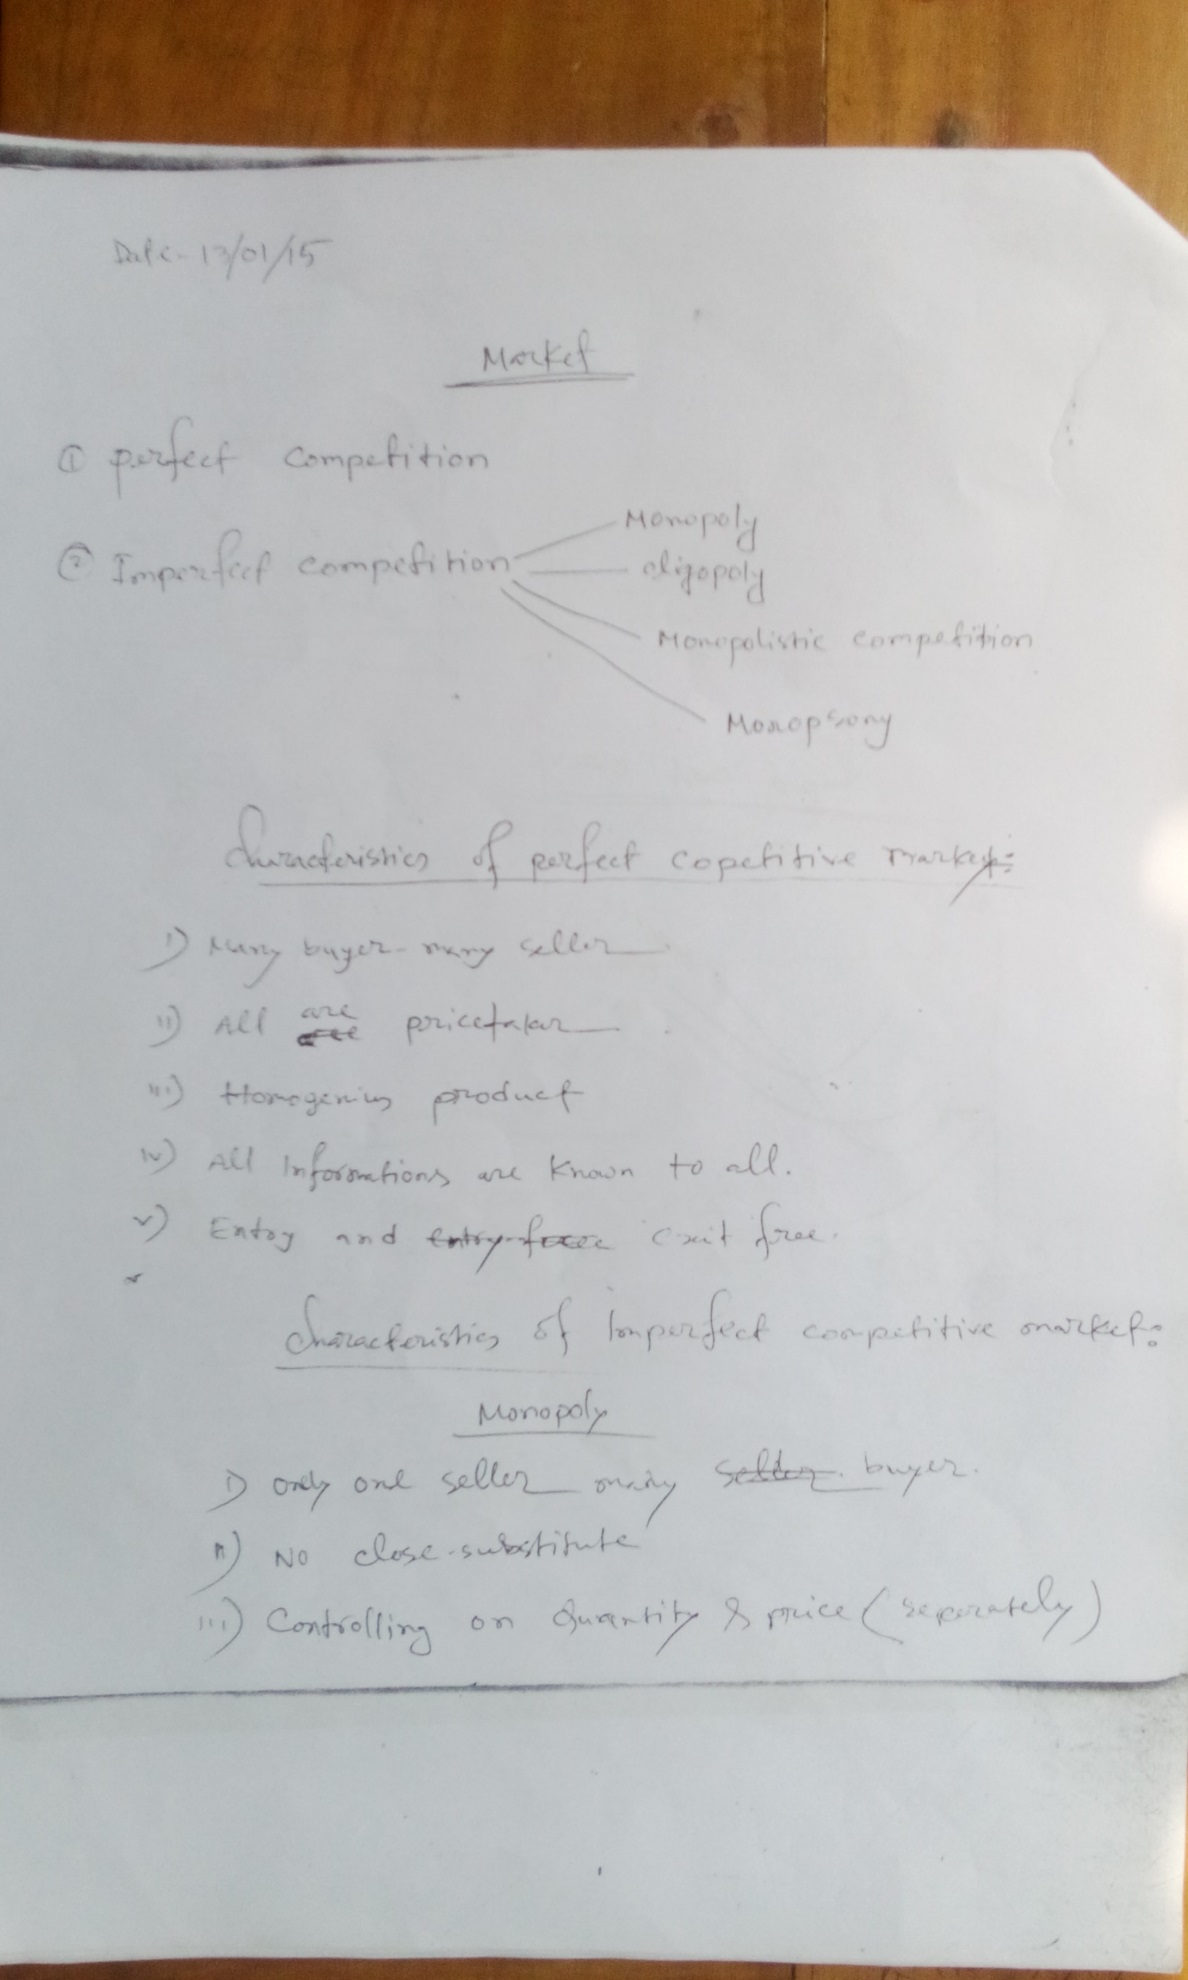 Date- 13/01/15
Market
① perfect competition
② Imperfect competition
Monopoly
oligopoly
Monopolistic competition
Monopsony
Characteristics of perfect copetitive market:
i) Many buyer many seller
ii) All are pricetaker
iii) Homogenius product
iv) All Informations are known to all.
v) Entry and entry free exit free.
Characteristics of Imperfect competitive market:
Monopoly
i) only one seller many seller buyer.
ii) No close-substitute
iii) Controlling on Quantity & price (seperately)